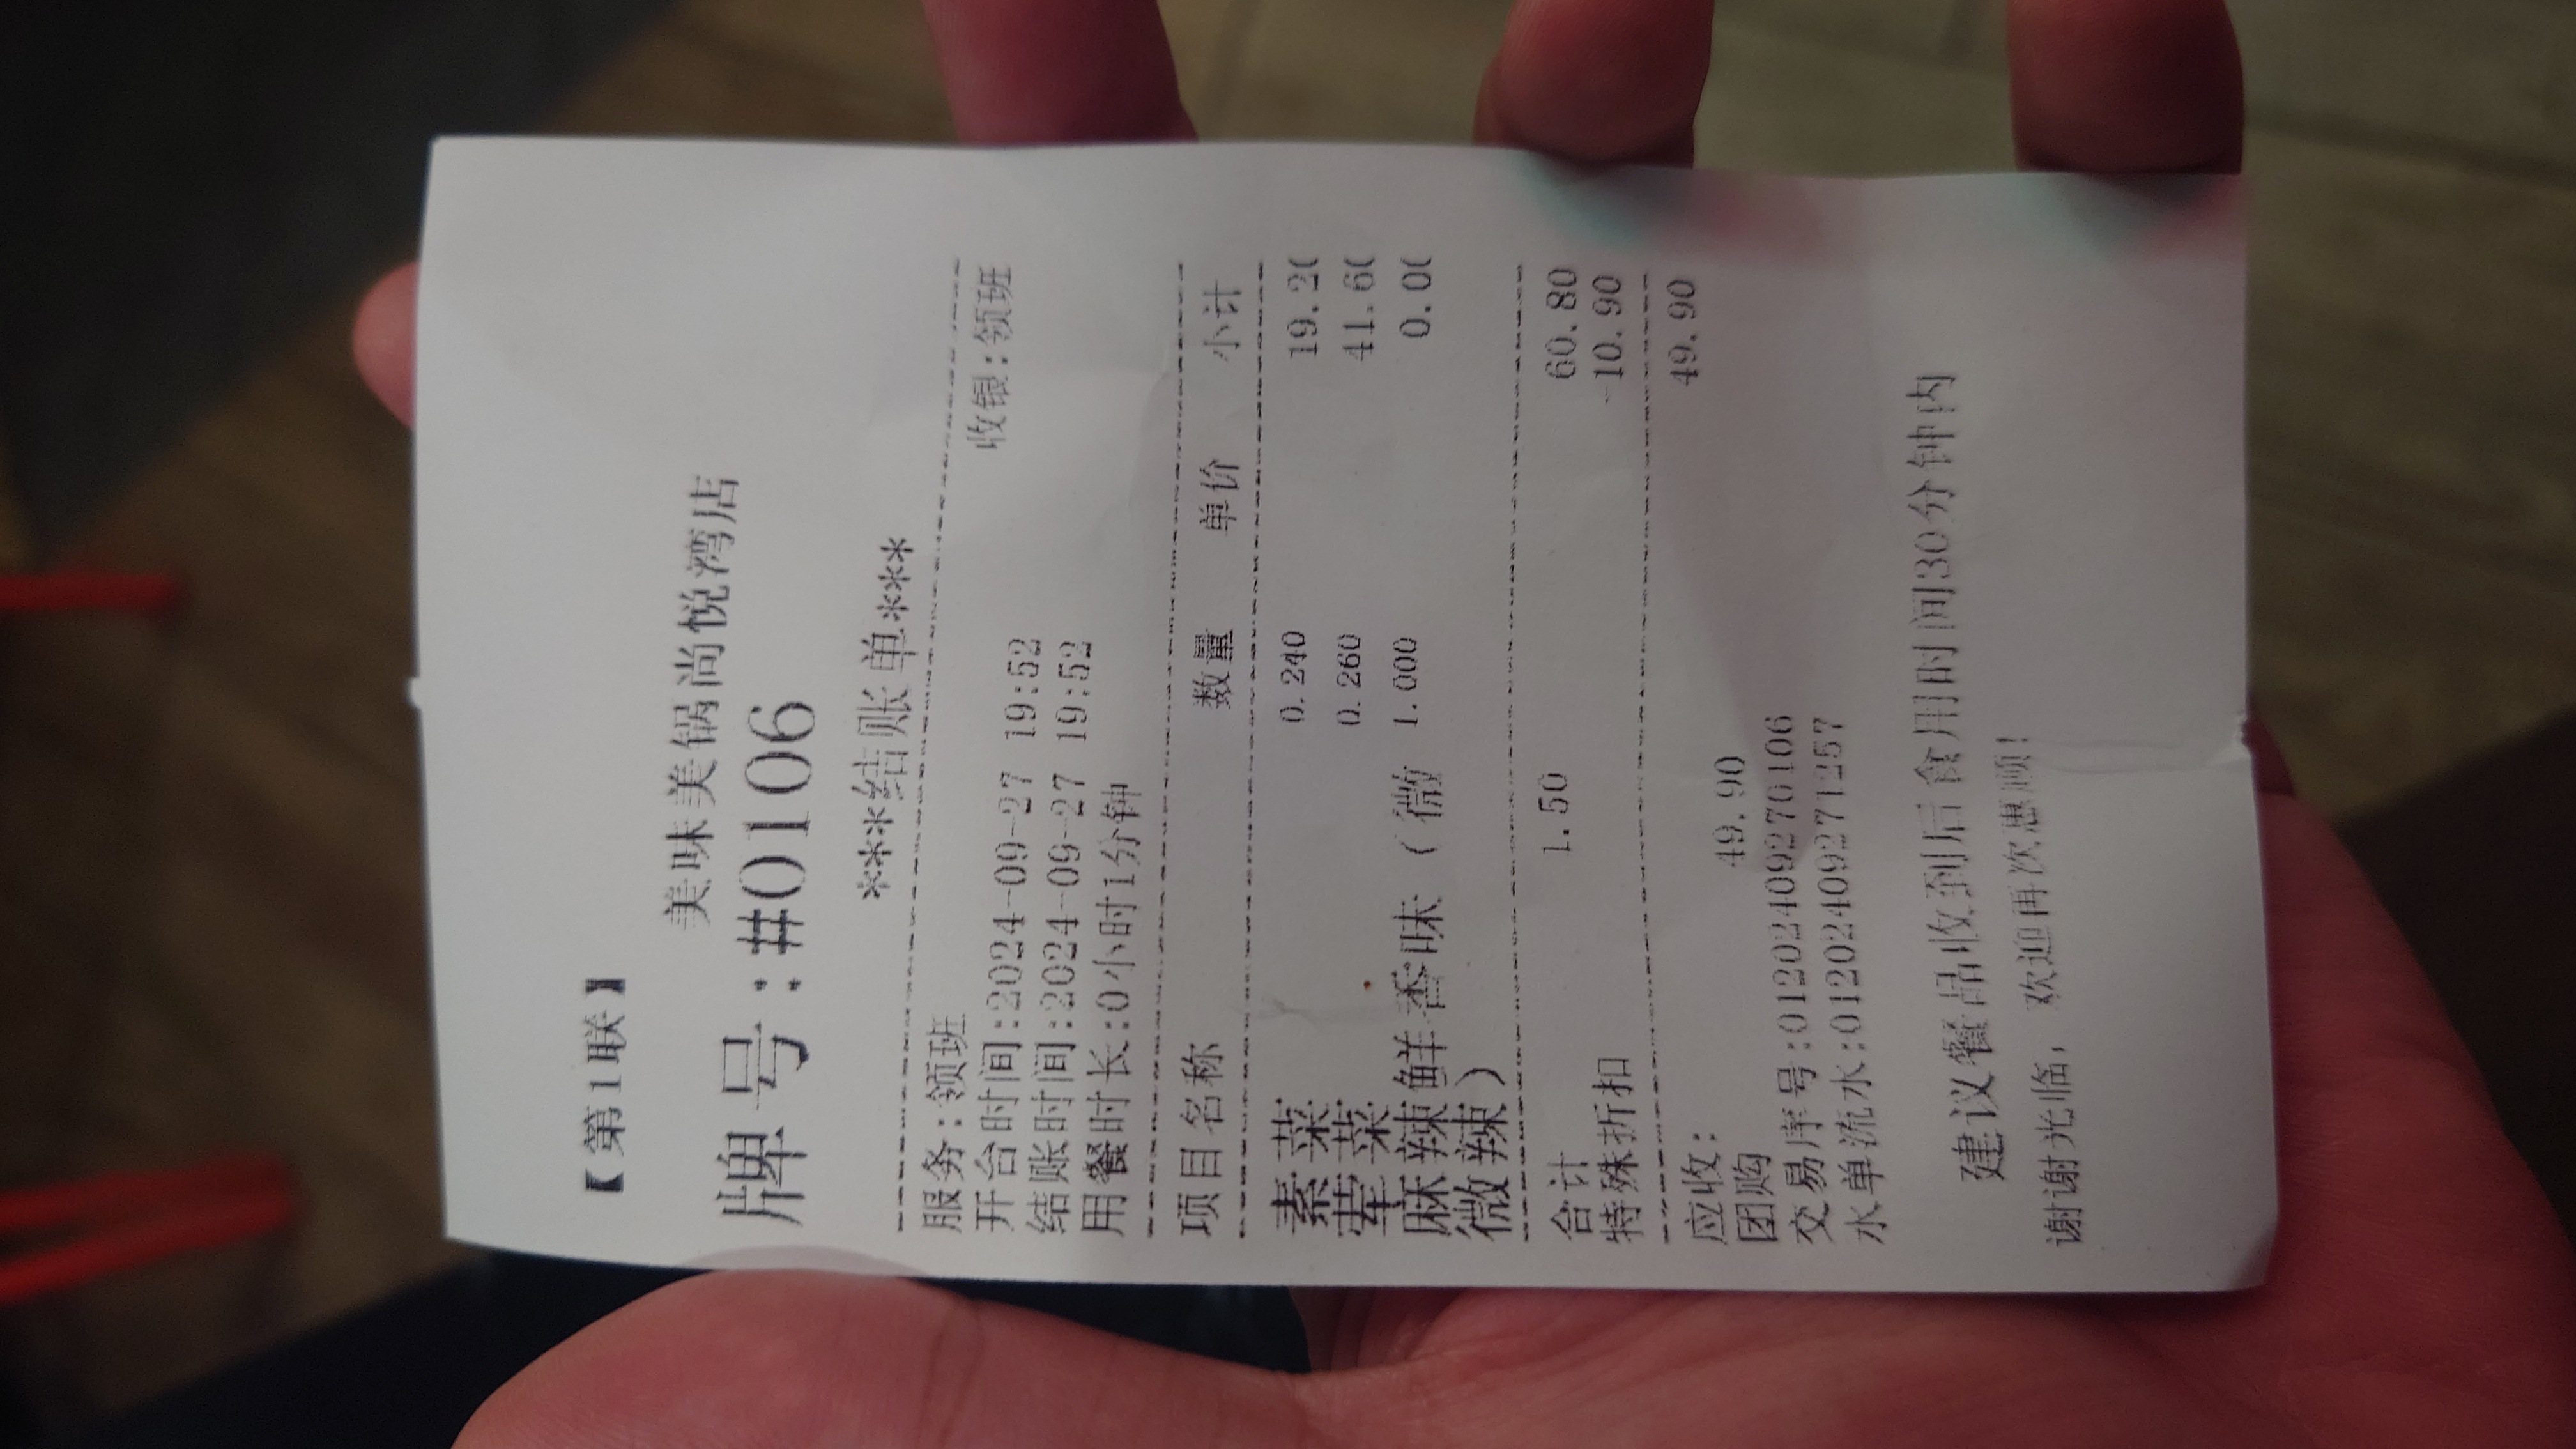 【第1联】
美味美锅尚悦湾店
牌号:#0106
***结账单***
服务:领班 收银:领班
开台时间:2024-09-27 19:52
结账时间:2024-09-27 19:52
用餐时长:0小时1分钟
项目名称 数量 单价 小计
素菜 0.240 19.2(
荤菜 0.260 41.6(
麻辣鲜香味（微 1.000 0.0(
微辣）
合计 1.50 60.80
特殊折扣 -10.90
应收: 49.90
团购 49.90
交易序号:01202409270106
水单流水:01202409271257
建议餐品收到后食用时间30分钟内
谢谢光临，欢迎再次惠顾!